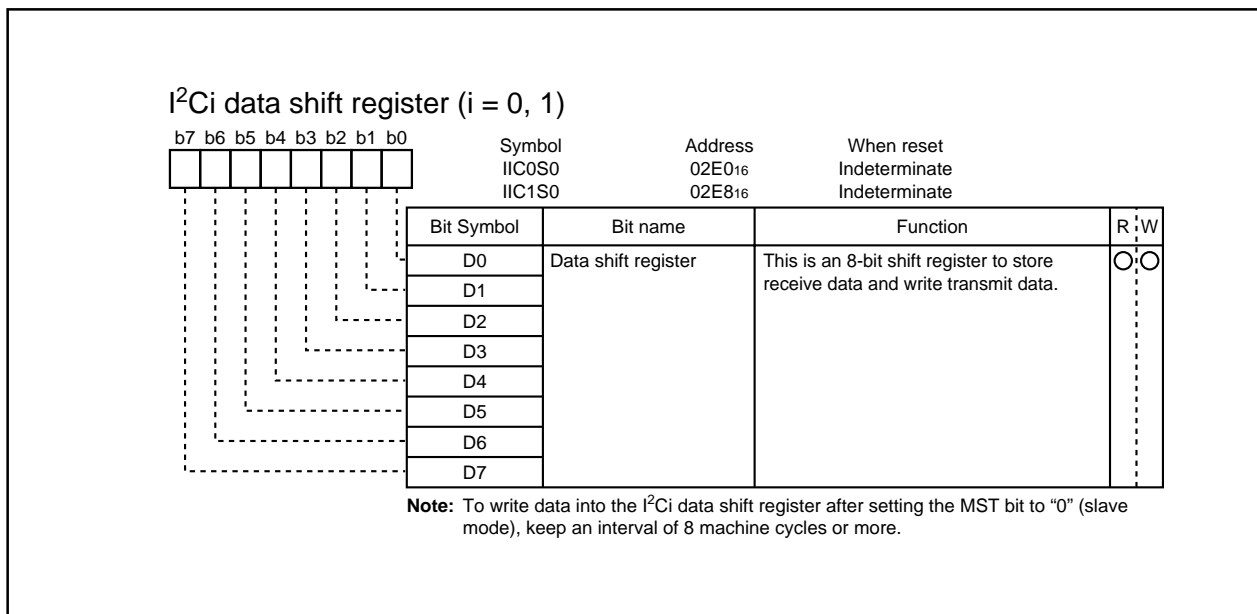 I²Ci data shift register (i = 0, 1)
b7 b6 b5 b4 b3 b2 b1 b0
Symbol Address When reset
IIC0S0 02E0₁₆ Indeterminate
IIC1S0 02E8₁₆ Indeterminate
Bit Symbol Bit name Function R W
D0 Data shift register This is an 8-bit shift register to store
D1 receive data and write transmit data.
D2
D3
D4
D5
D6
D7
Note: To write data into the I²Ci data shift register after setting the MST bit to “0” (slave
mode), keep an interval of 8 machine cycles or more.